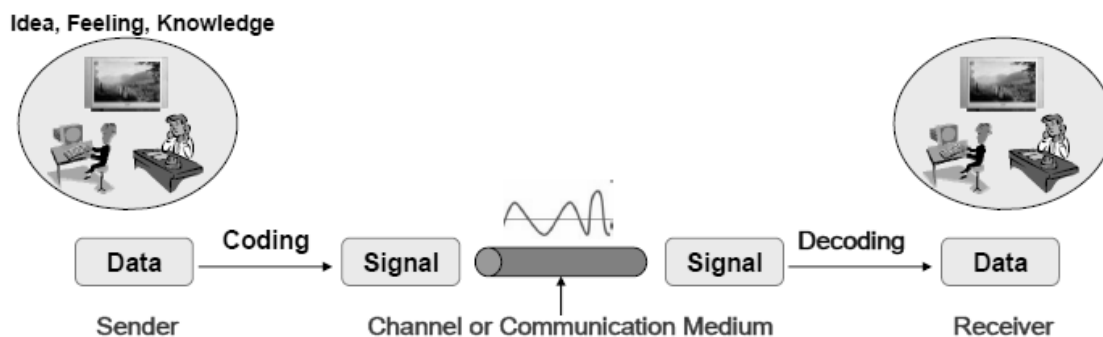 Idea, Feeling, Knowledge
Data
Coding
Signal
Signal
Decoding
Data
Sender
Channel or Communication Medium
Receiver